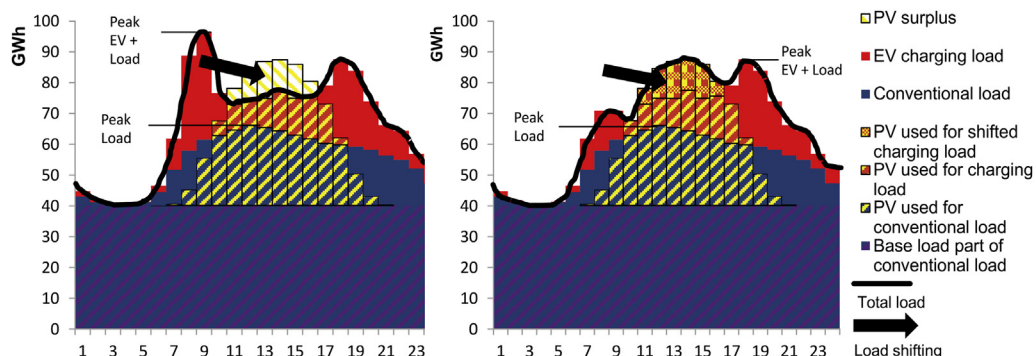 GWh
100
90
80
70
60
50
40
30
20
10
0
Peak
EV +
Load
Peak
Load
1 3 5 7 9 11 13 15 17 19 21 23
100
90
80
70
60
50
40
30
20
10
0
Peak
EV + Load
Peak
Load
1 3 5 7 9 11 13 15 17 19 21 23
GWh
PV surplus
EV charging load
Conventional load
PV used for shifted
charging load
PV used for charging
load
PV used for
conventional load
Base load part of
conventional load
Total load
Load shifting